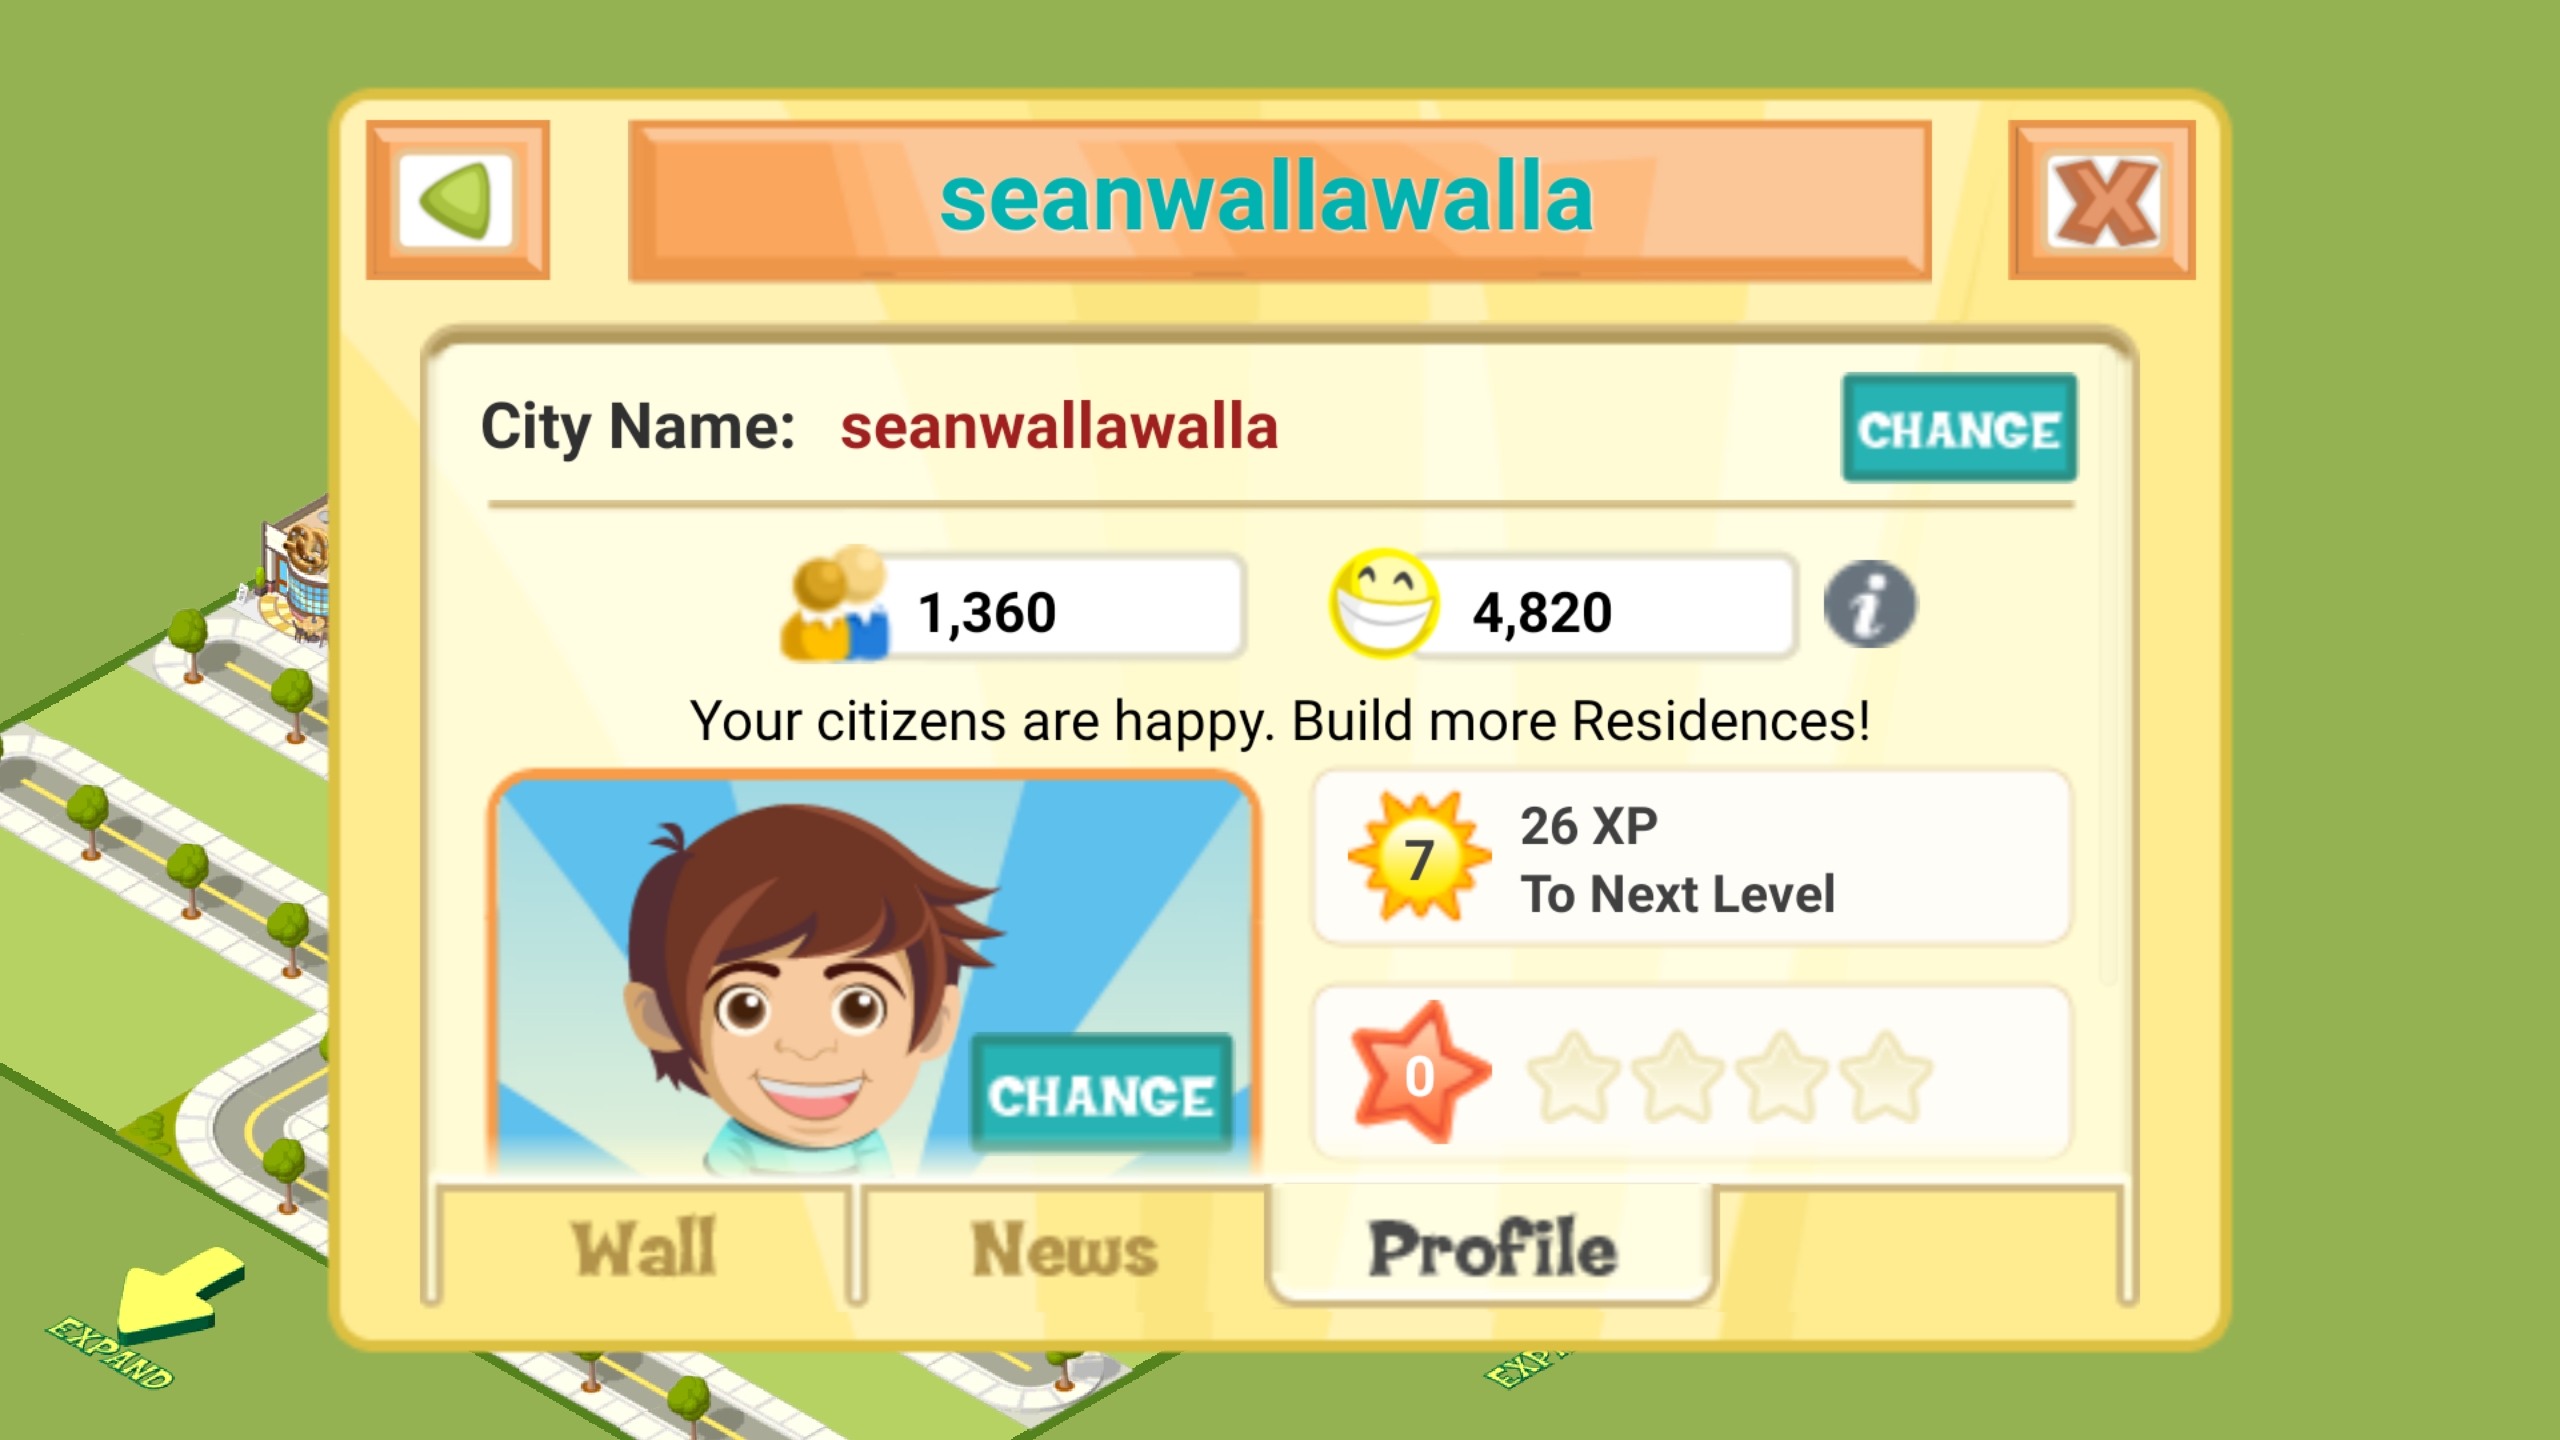 seanwallawalla
City Name: seanwallawalla
CHANGE
1,360
4,820
i
Your citizens are happy. Build more Residences!
7
26 XP
To Next Level
0
CHANGE
Wall
News
Profile
EXPAND